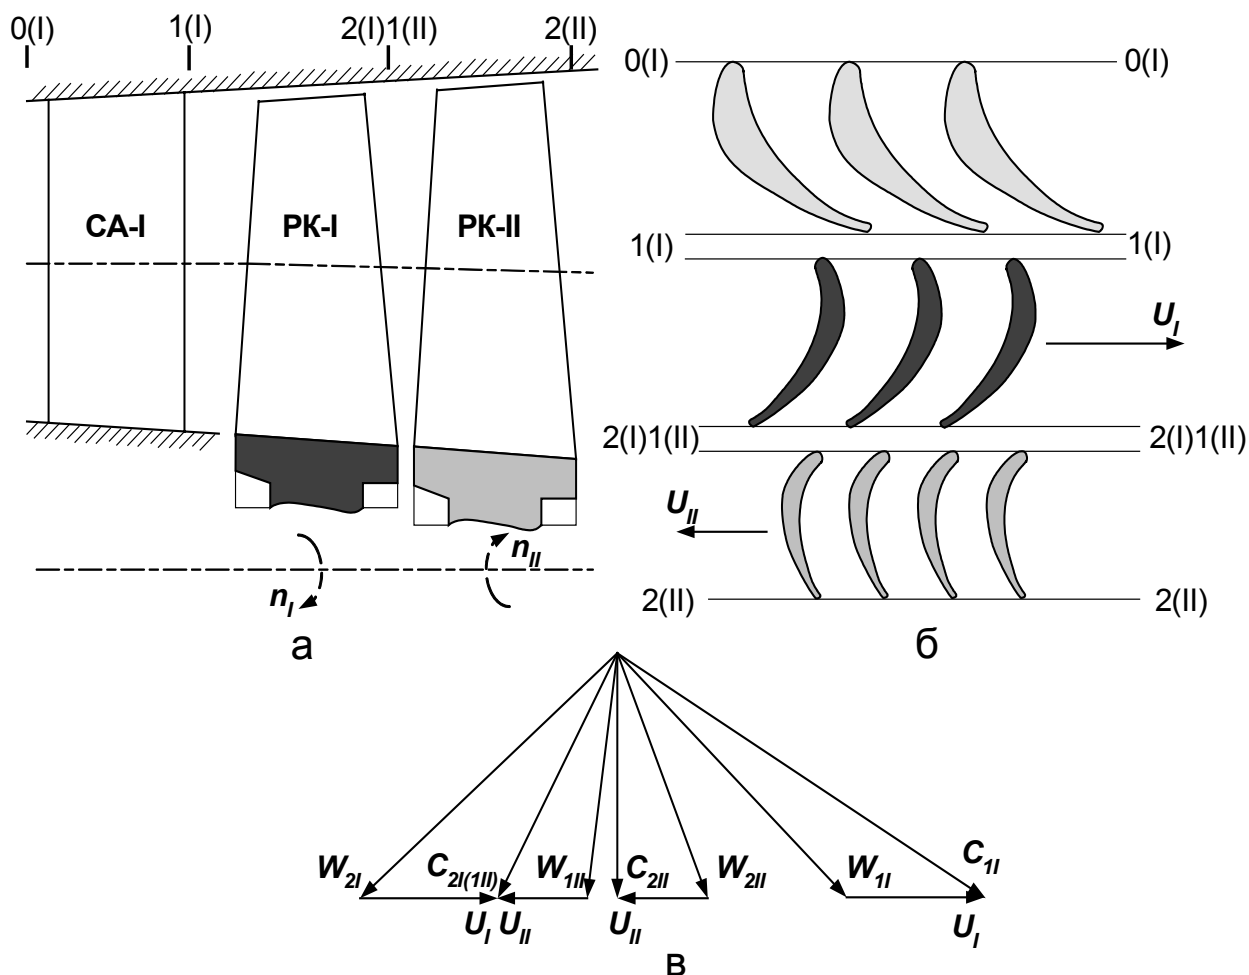 0(I) 1(I) 2(I)1(II) 2(II)
СА-I РК-I РК-II
n_I n_II
а
0(I) 0(I)
1(I) 1(I)
U_I
2(I)1(II) 2(I)1(II)
U_II
2(II) 2(II)
б
W_2I C_2I(1II) W_1II C_2II W_2II W_1I C_1I
U_I U_II U_II U_I
в